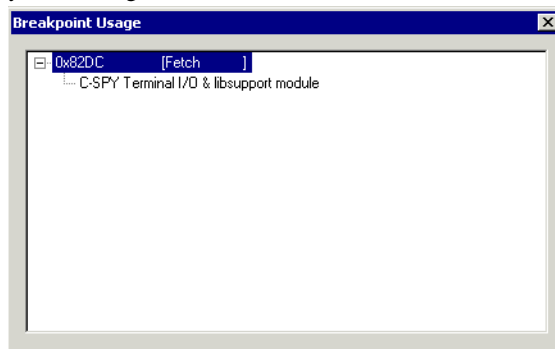 Breakpoint Usage
0x82DC [Fetch ]
C-SPY Terminal I/O & libsupport module